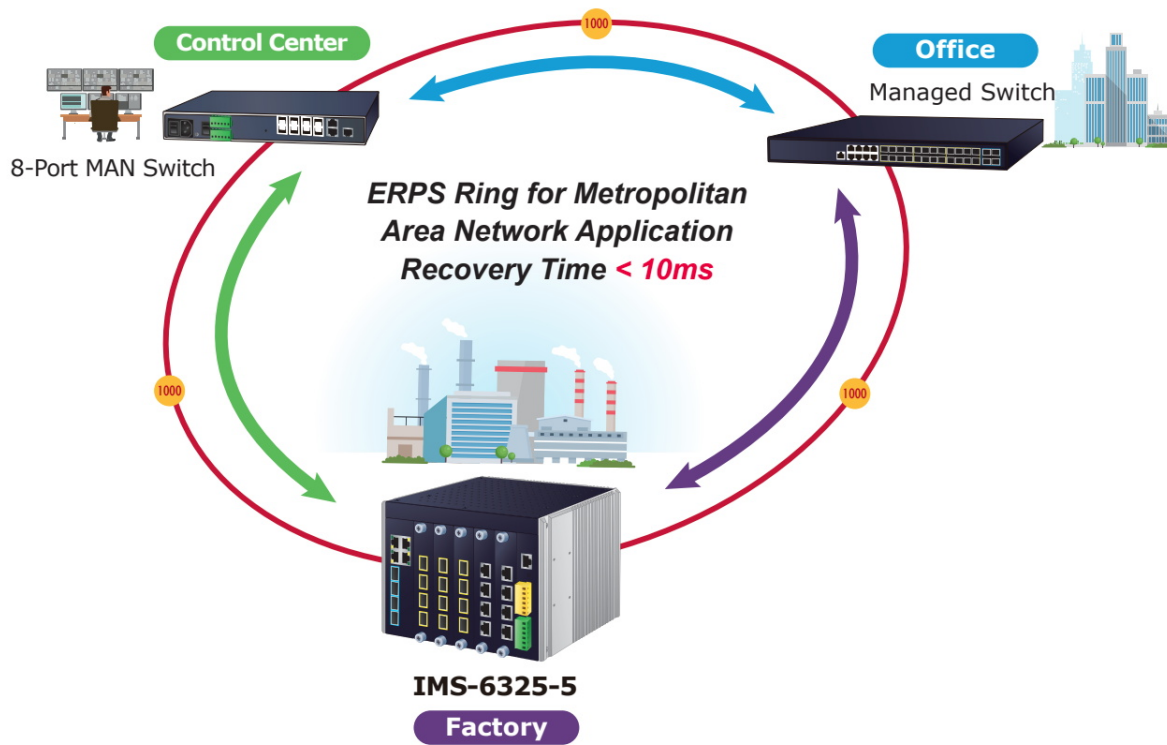 1000
Control Center
Office
Managed Switch
8-Port MAN Switch
ERPS Ring for Metropolitan
Area Network Application
Recovery Time < 10ms
1000
1000
IMS-6325-5
Factory